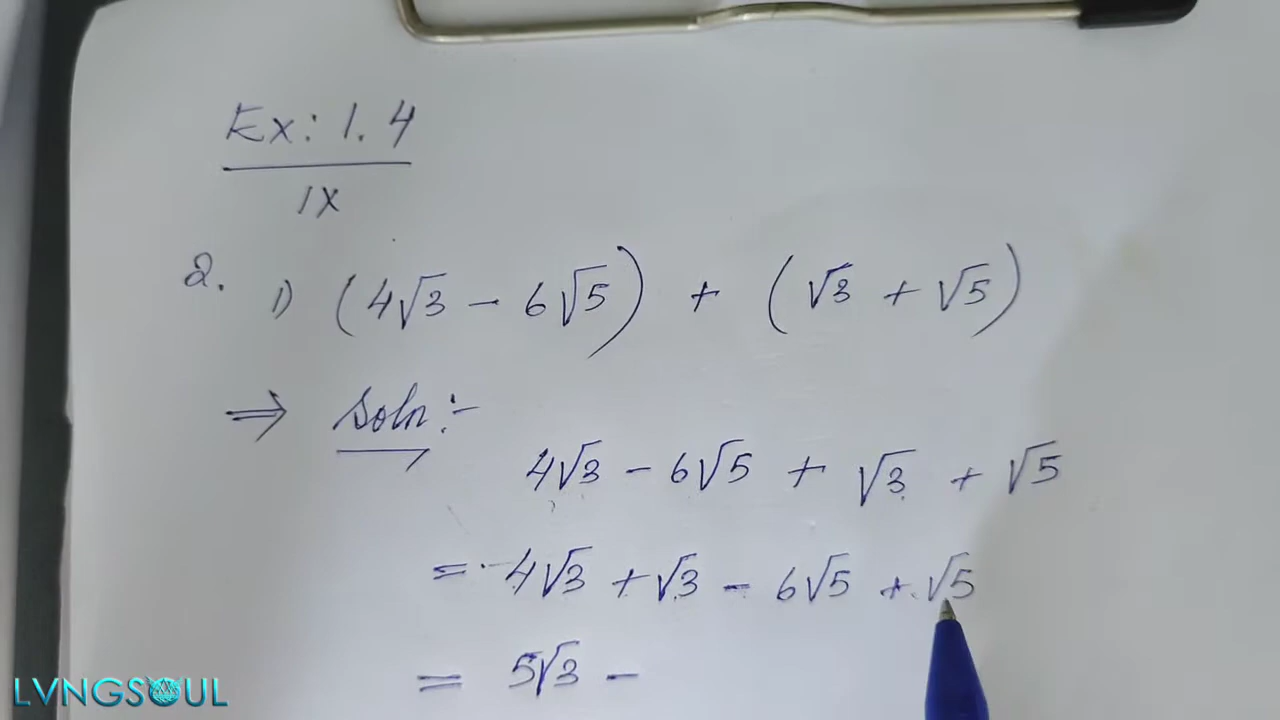 Ex: 1.4
IX
2. 1) (4√3 - 6√5) + (√3 + √5)
⇒ Soln :-
4√3 - 6√5 + √3 + √5
= 4√3 + √3 - 6√5 + √5
= 5√3 -
LVNGSOUL